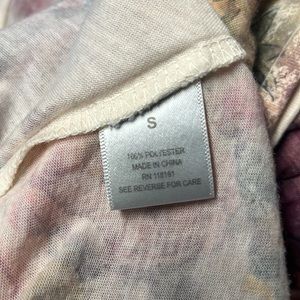 S
100% POLYESTER
MADE IN CHINA
RN 118161
SEE REVERSE FOR CARE